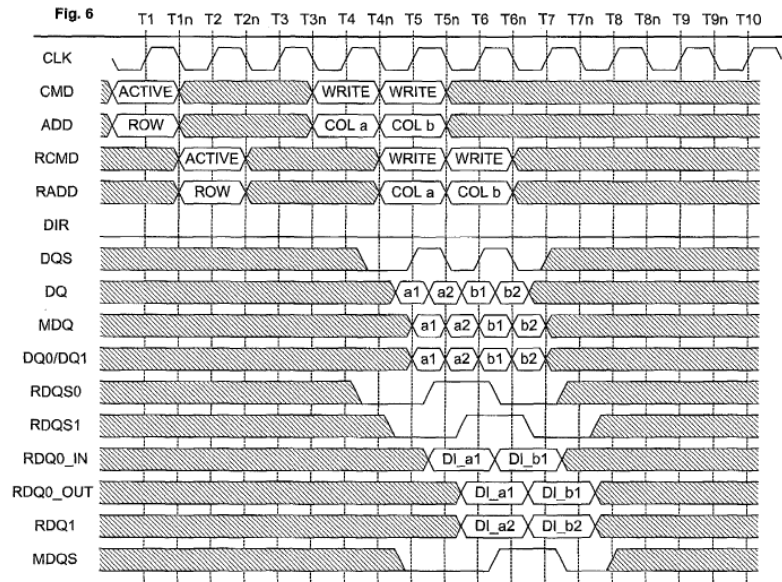 Fig. 6
T1 T1n T2 T2n T3 T3n T4 T4n T5 T5n T6 T6n T7 T7n T8 T8n T9 T9n T10
CLK
CMD ACTIVE WRITE WRITE
ADD ROW COL a COL b
RCMD ACTIVE WRITE WRITE
RADD ROW COL a COL b
DIR
DQS
DQ a1 a2 b1 b2
MDQ a1 a2 b1 b2
DQ0/DQ1 a1 a2 b1 b2
RDQS0
RDQS1
RDQ0_IN DI_a1 DI_b1
RDQ0_OUT DI_a1 DI_b1
RDQ1 DI_a2 DI_b2
MDQS